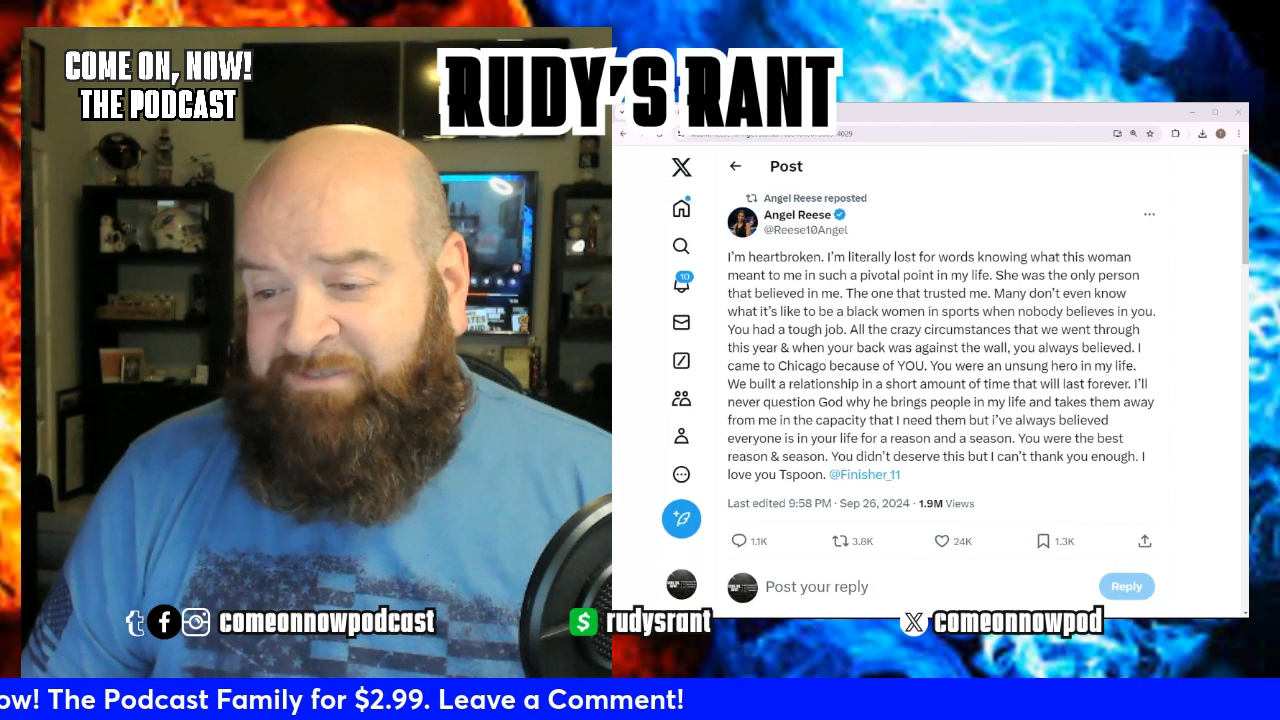 COME ON, NOW!
THE PODCAST
RUDY'S RANT
Post
Angel Reese reposted
Angel Reese
@Reese10Angel
I'm heartbroken. I'm literally lost for words knowing what this woman
meant to me in such a pivotal point in my life. She was the only person
that believed in me. The one that trusted me. Many don't even know
what it's like to be a black women in sports when nobody believes in you.
You had a tough job. All the crazy circumstances that we went through
this year & when your back was against the wall, you always believed. I
came to Chicago because of YOU. You were an unsung hero in my life.
We built a relationship in a short amount of time that will last forever. I'll
never question God why he brings people in my life and takes them away
from me in the capacity that I need them but i've always believed
everyone is in your life for a reason and a season. You were the best
reason & season. You didn't deserve this but I can't thank you enough. I
love you Tspoon. @Finisher_11
Last edited 9:58 PM · Sep 26, 2024 · 1.9M Views
10
1.1K 3.8K 24K 1.3K
Post your reply
Reply
comeonnowpodcast
rudysrant
comeonnowpod
ow! The Podcast Family for $2.99. Leave a Comment!